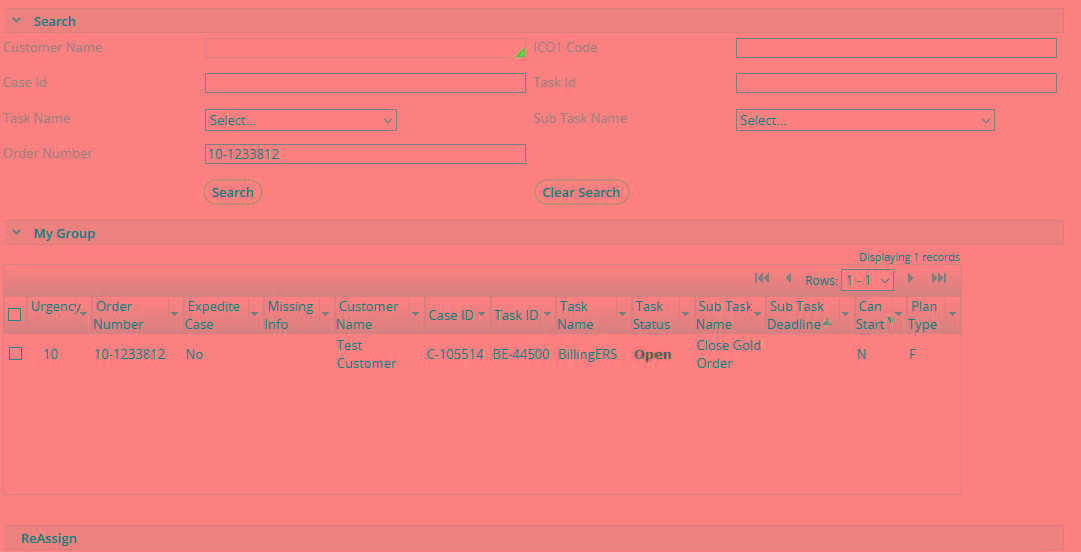 Search
Customer Name ICO1 Code
Case Id Task Id
Task Name Select... Sub Task Name Select...
Order Number 10-1233812
Search Clear Search
My Group
Displaying 1 records
Rows: 1 - 1
Urgency Order Number Expedite Case Missing Info Customer Name Case ID Task ID Task Name Task Status Sub Task Name Sub Task Deadline Can Start Plan Type
10 10-1233812 No Test Customer C-105514 BE-44500 BillingERS Open Close Gold Order N F
ReAssign